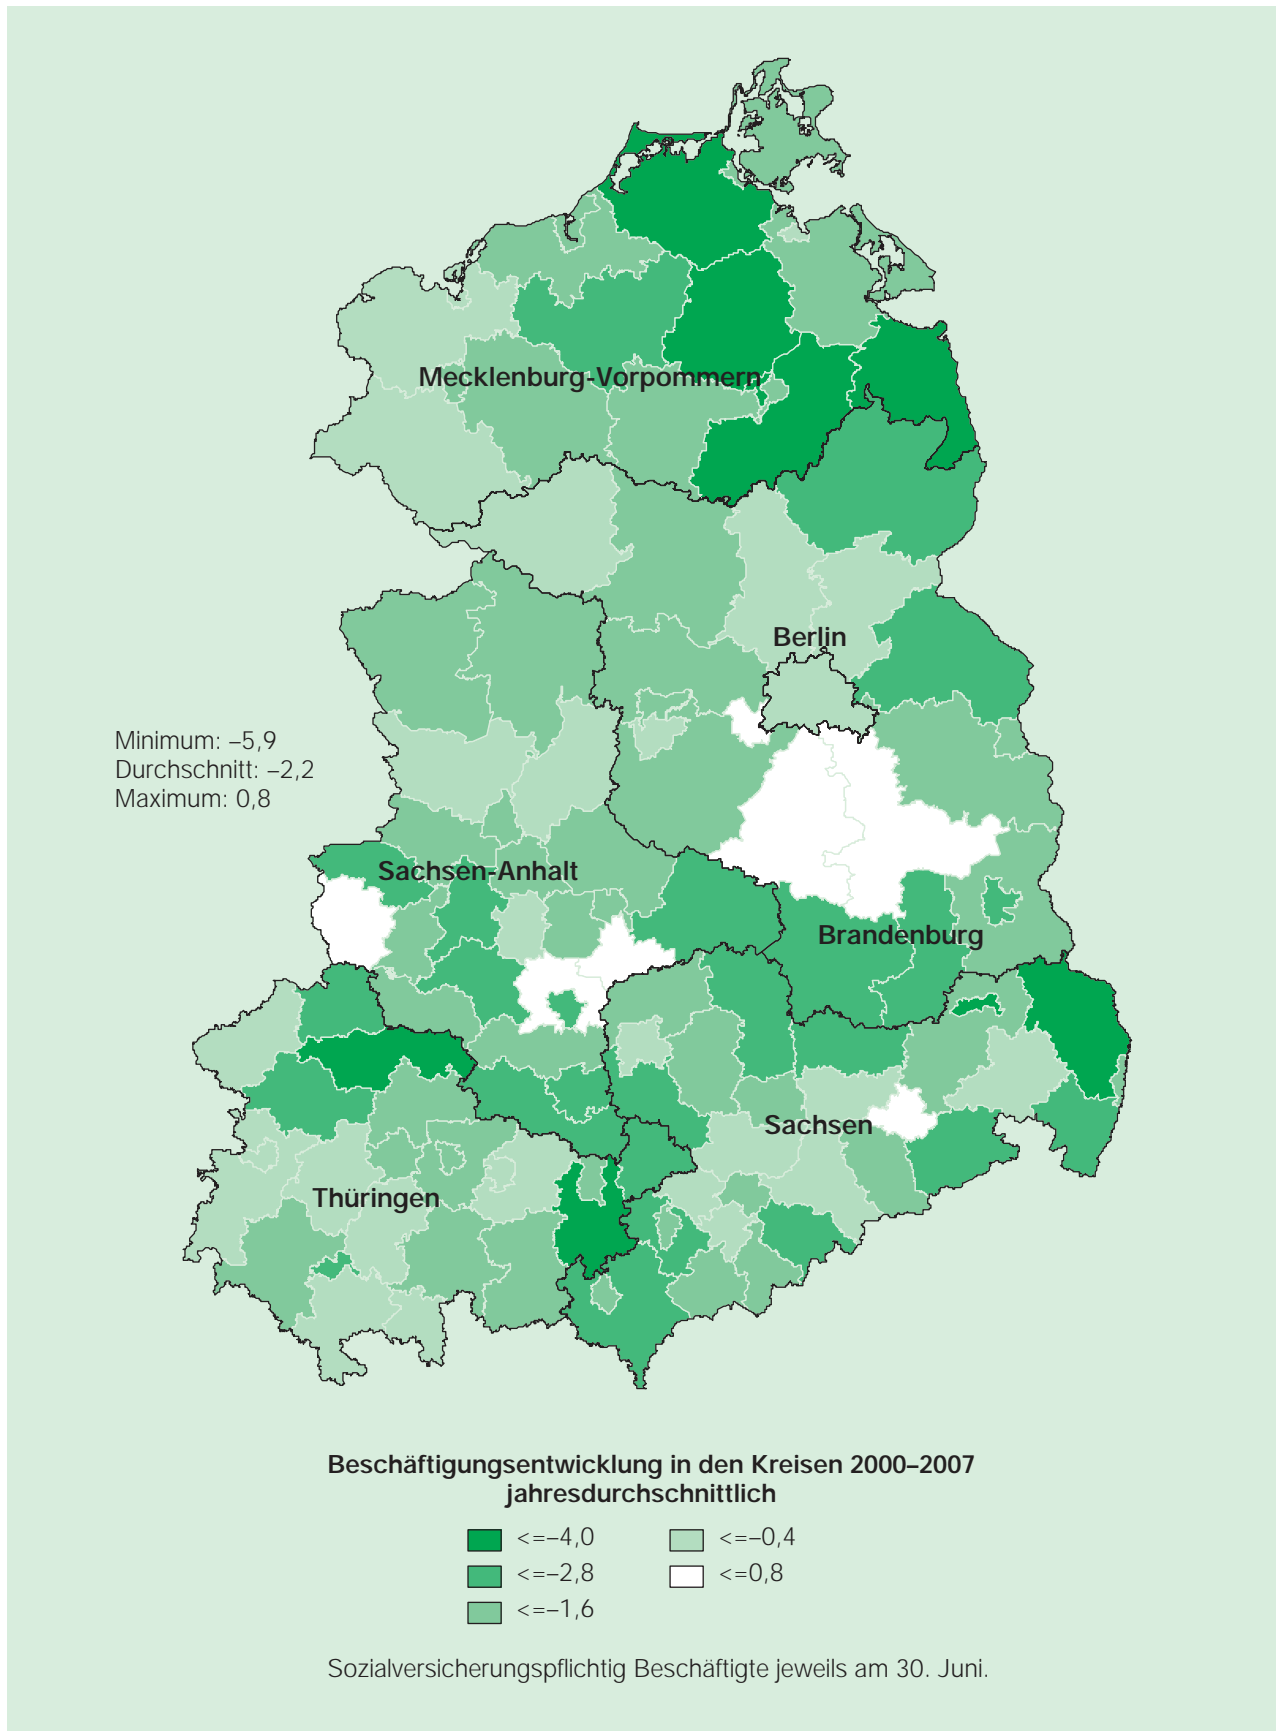 Mecklenburg-Vorpommern
Berlin
Minimum: –5,9
Durchschnitt: –2,2
Maximum: 0,8
Sachsen-Anhalt
Brandenburg
Sachsen
Thüringen
Beschäftigungsentwicklung in den Kreisen 2000–2007
jahresdurchschnittlich
<=–4,0
<=–2,8
<=–1,6
<=–0,4
<=0,8
Sozialversicherungspflichtig Beschäftigte jeweils am 30. Juni.